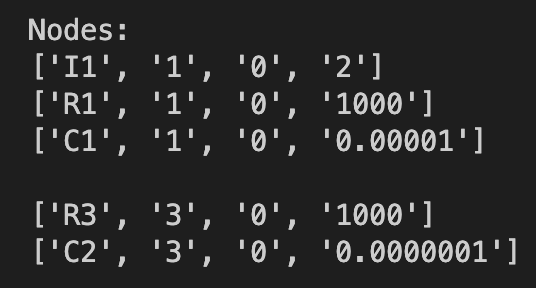 Nodes:
['I1', '1', '0', '2']
['R1', '1', '0', '1000']
['C1', '1', '0', '0.00001']
['R3', '3', '0', '1000']
['C2', '3', '0', '0.0000001']